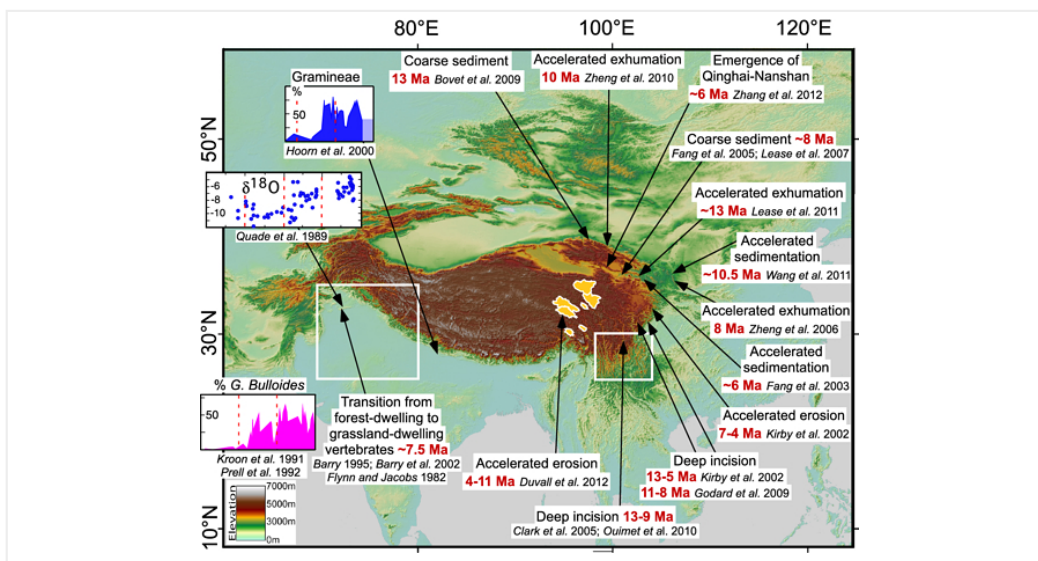 80°E
100°E
120°E
50°N
30°N
10°N
Coarse sediment
13 Ma Bovet et al. 2009
Accelerated exhumation
10 Ma Zheng et al. 2010
Emergence of
Qinghai-Nanshan
~6 Ma Zhang et al. 2012
Gramineae
%
50
Hoorn et al. 2000
Coarse sediment ~8 Ma
Fang et al. 2005; Lease et al. 2007
δ18O
-6
-8
-10
Quade et al. 1989
Accelerated exhumation
~13 Ma Lease et al. 2011
Accelerated
sedimentation
~10.5 Ma Wang et al. 2011
Accelerated exhumation
8 Ma Zheng et al. 2006
Accelerated
sedimentation
~6 Ma Fang et al. 2003
Accelerated erosion
7-4 Ma Kirby et al. 2002
% G. Bulloides
50
Kroon et al. 1991
Prell et al. 1992
Transition from
forest-dwelling to
grassland-dwelling
vertebrates ~7.5 Ma
Barry 1995; Barry et al. 2002
Flynn and Jacobs 1982
Accelerated erosion
4-11 Ma Duvall et al. 2012
Deep incision
13-5 Ma Kirby et al. 2002
11-8 Ma Godard et al. 2009
Deep incision 13-9 Ma
Clark et al. 2005; Ouimet et al. 2010
Elevation
7000m
5000m
3000m
0m